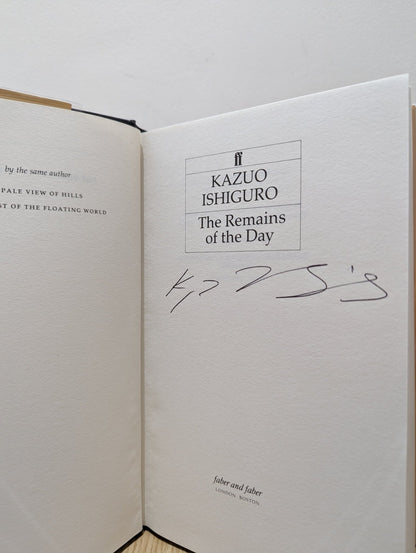 by the same author
PALE VIEW OF HILLS
ST OF THE FLOATING WORLD
ff
KAZUO
ISHIGURO
The Remains
of the Day
faber and faber
LONDON BOSTON